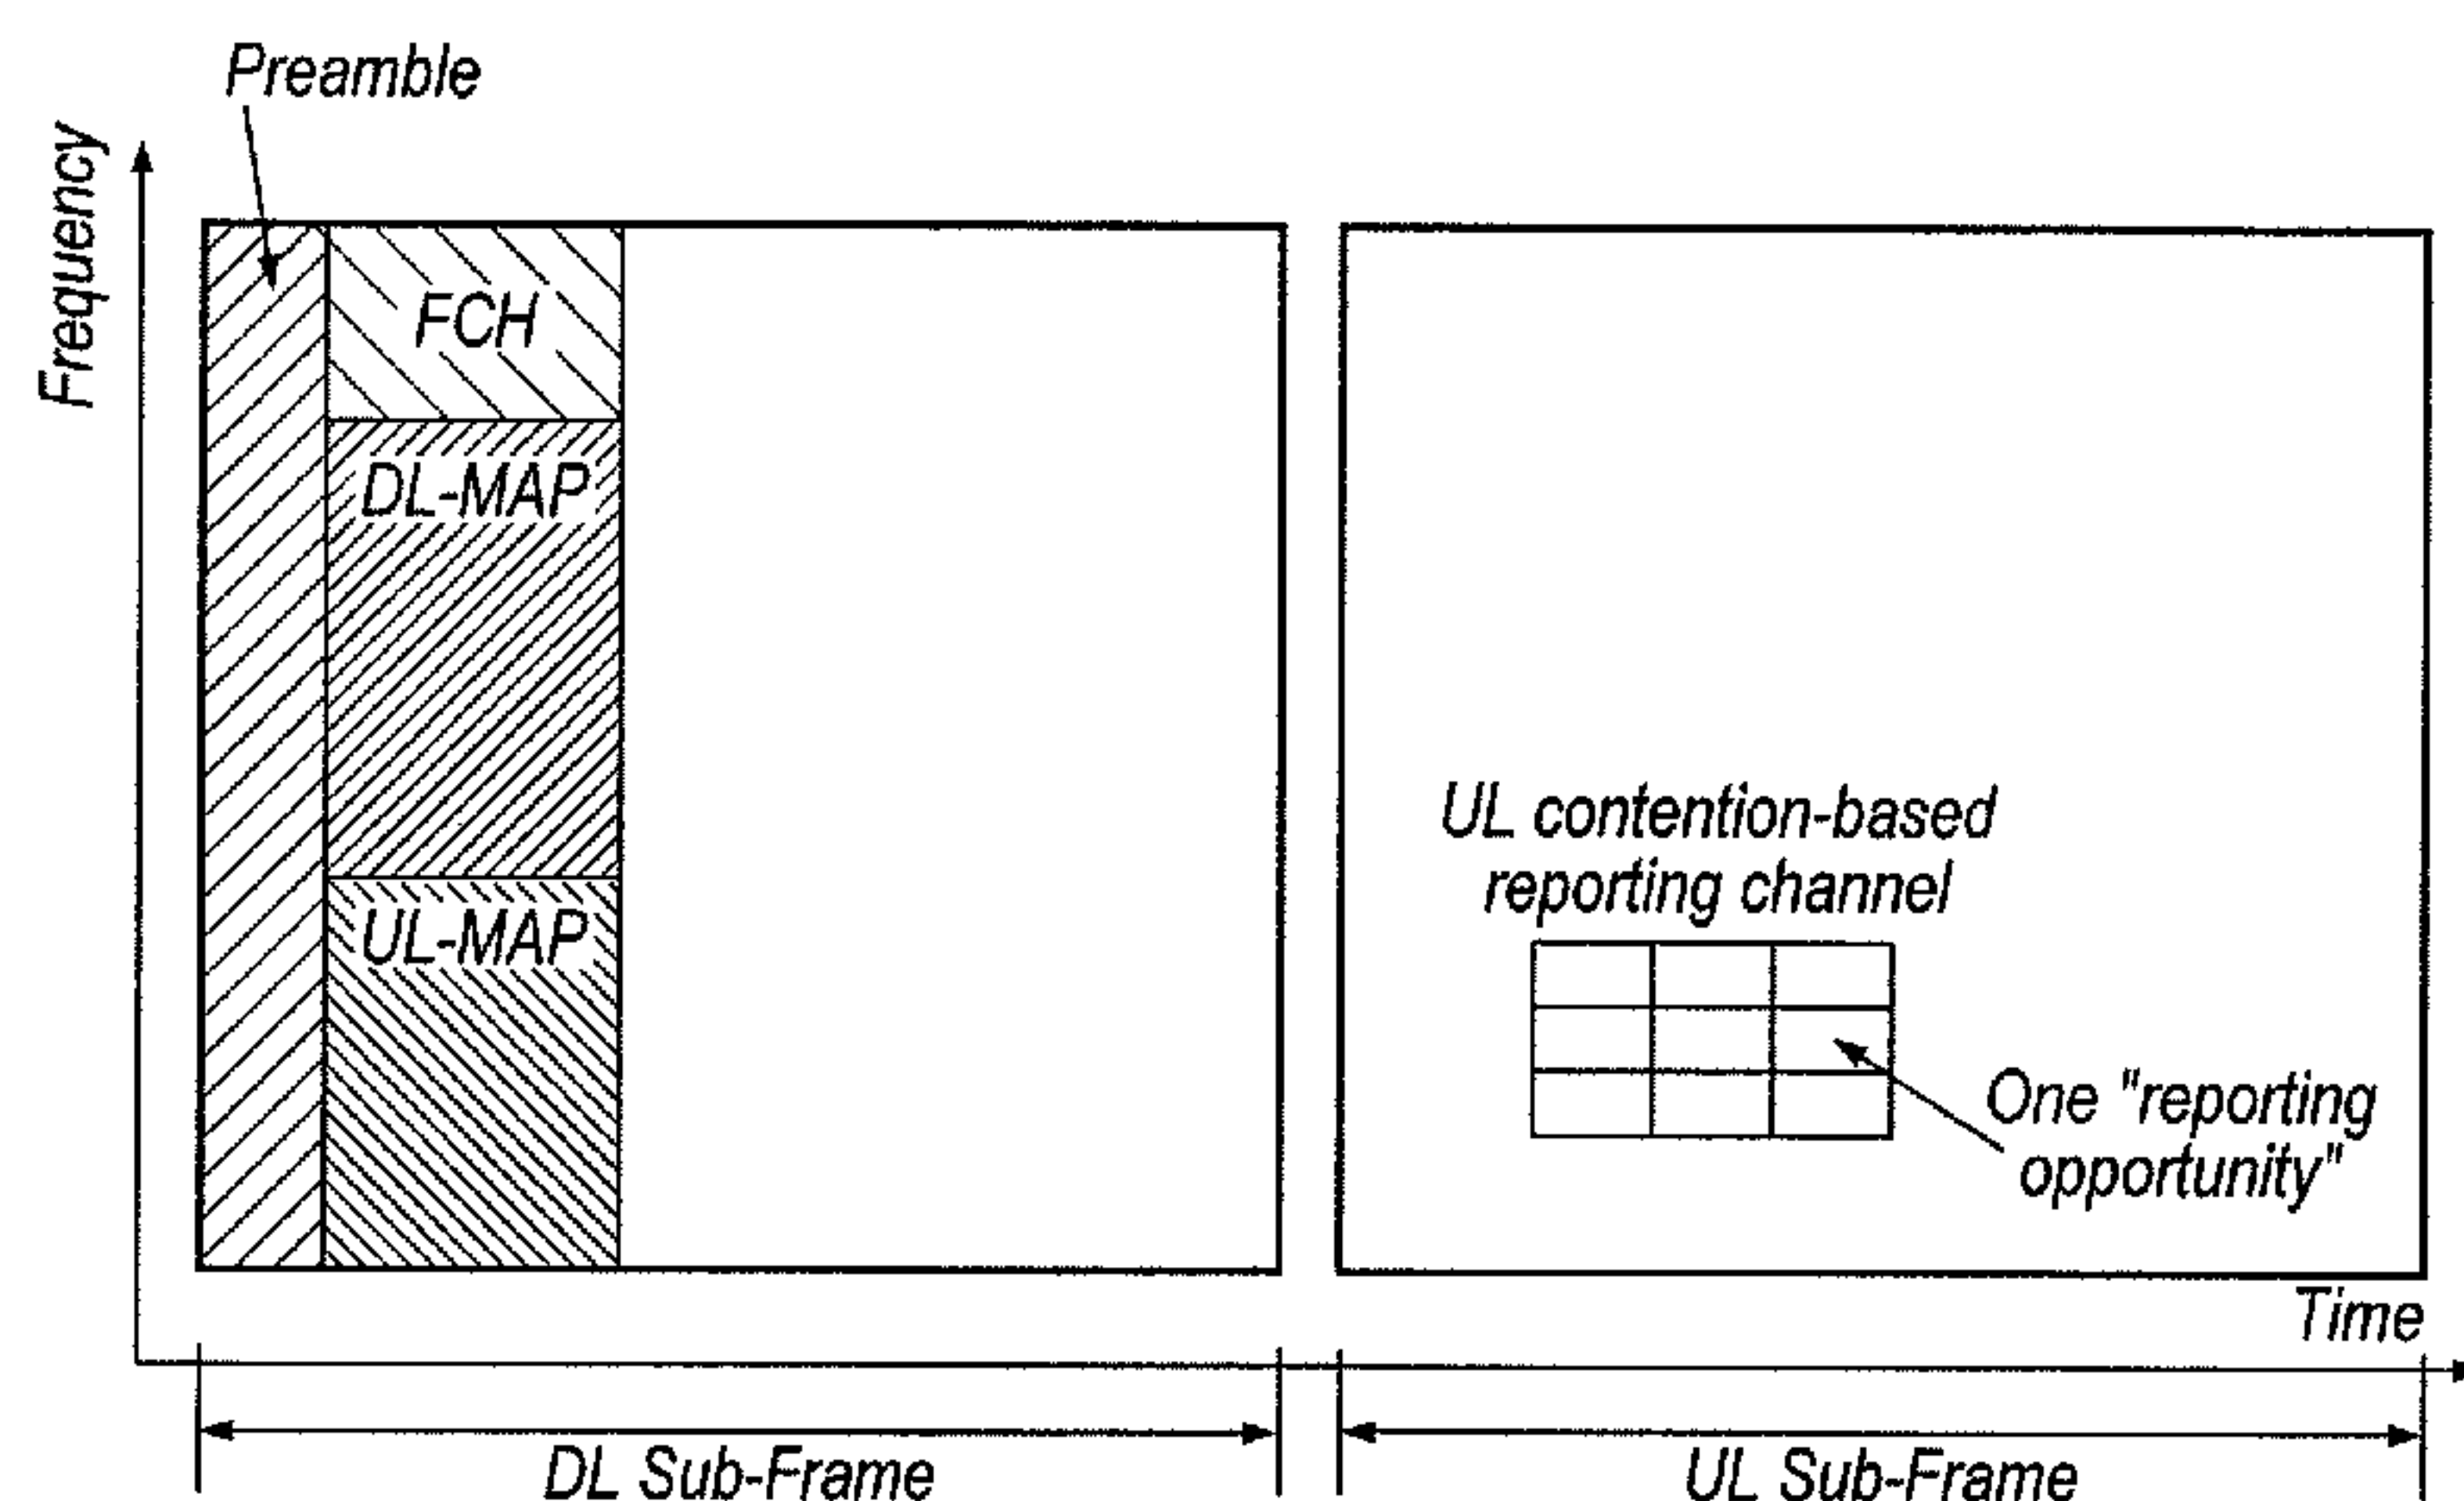 Preamble
Frequency
FCH
DL-MAP
UL-MAP
UL contention-based
reporting channel
One "reporting
opportunity"
Time
DL Sub-Frame
UL Sub-Frame